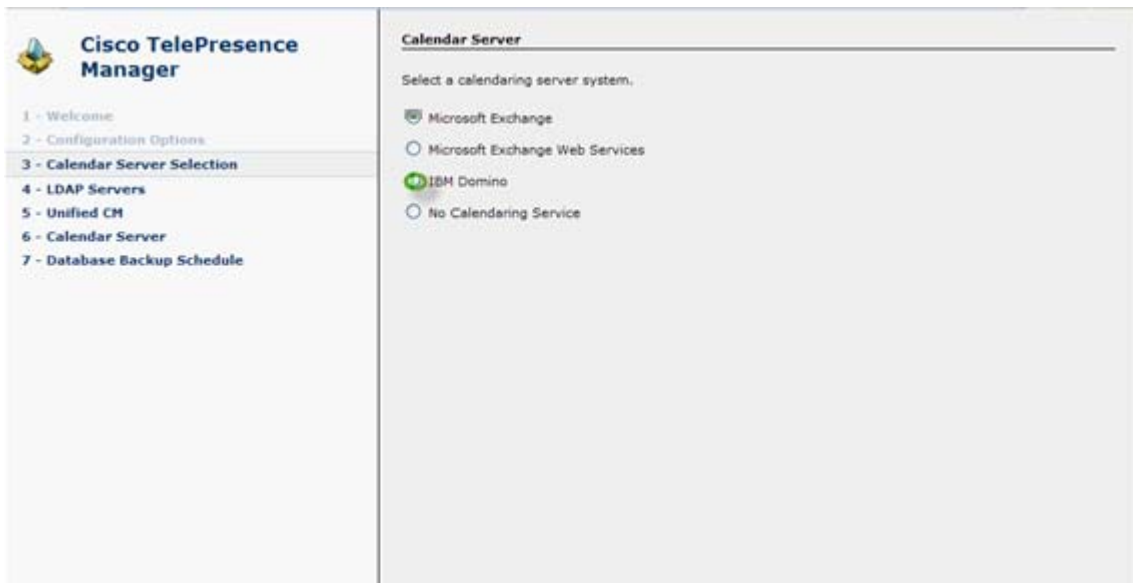 Cisco TelePresence
Manager
1 - Welcome
2 - Configuration Options
3 - Calendar Server Selection
4 - LDAP Servers
5 - Unified CM
6 - Calendar Server
7 - Database Backup Schedule
Calendar Server
Select a calendaring server system.
Microsoft Exchange
Microsoft Exchange Web Services
IBM Domino
No Calendaring Service